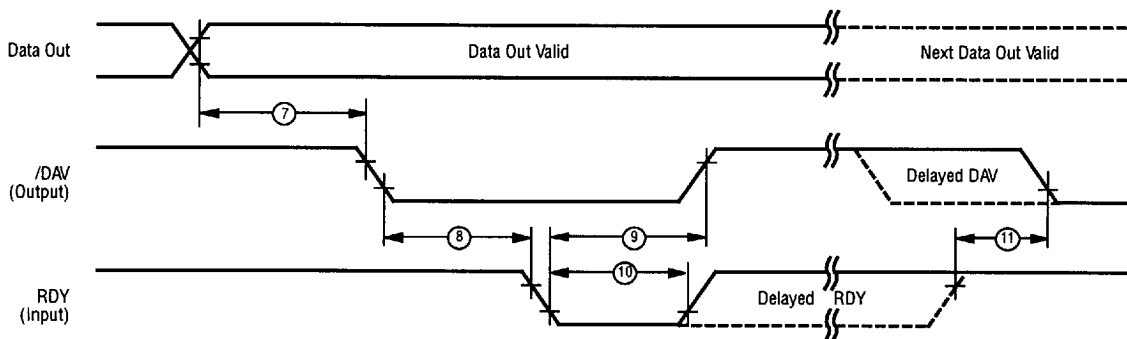 Data Out
Data Out Valid
Next Data Out Valid
7
/DAV
(Output)
Delayed DAV
8
9
11
10
RDY
(Input)
Delayed RDY